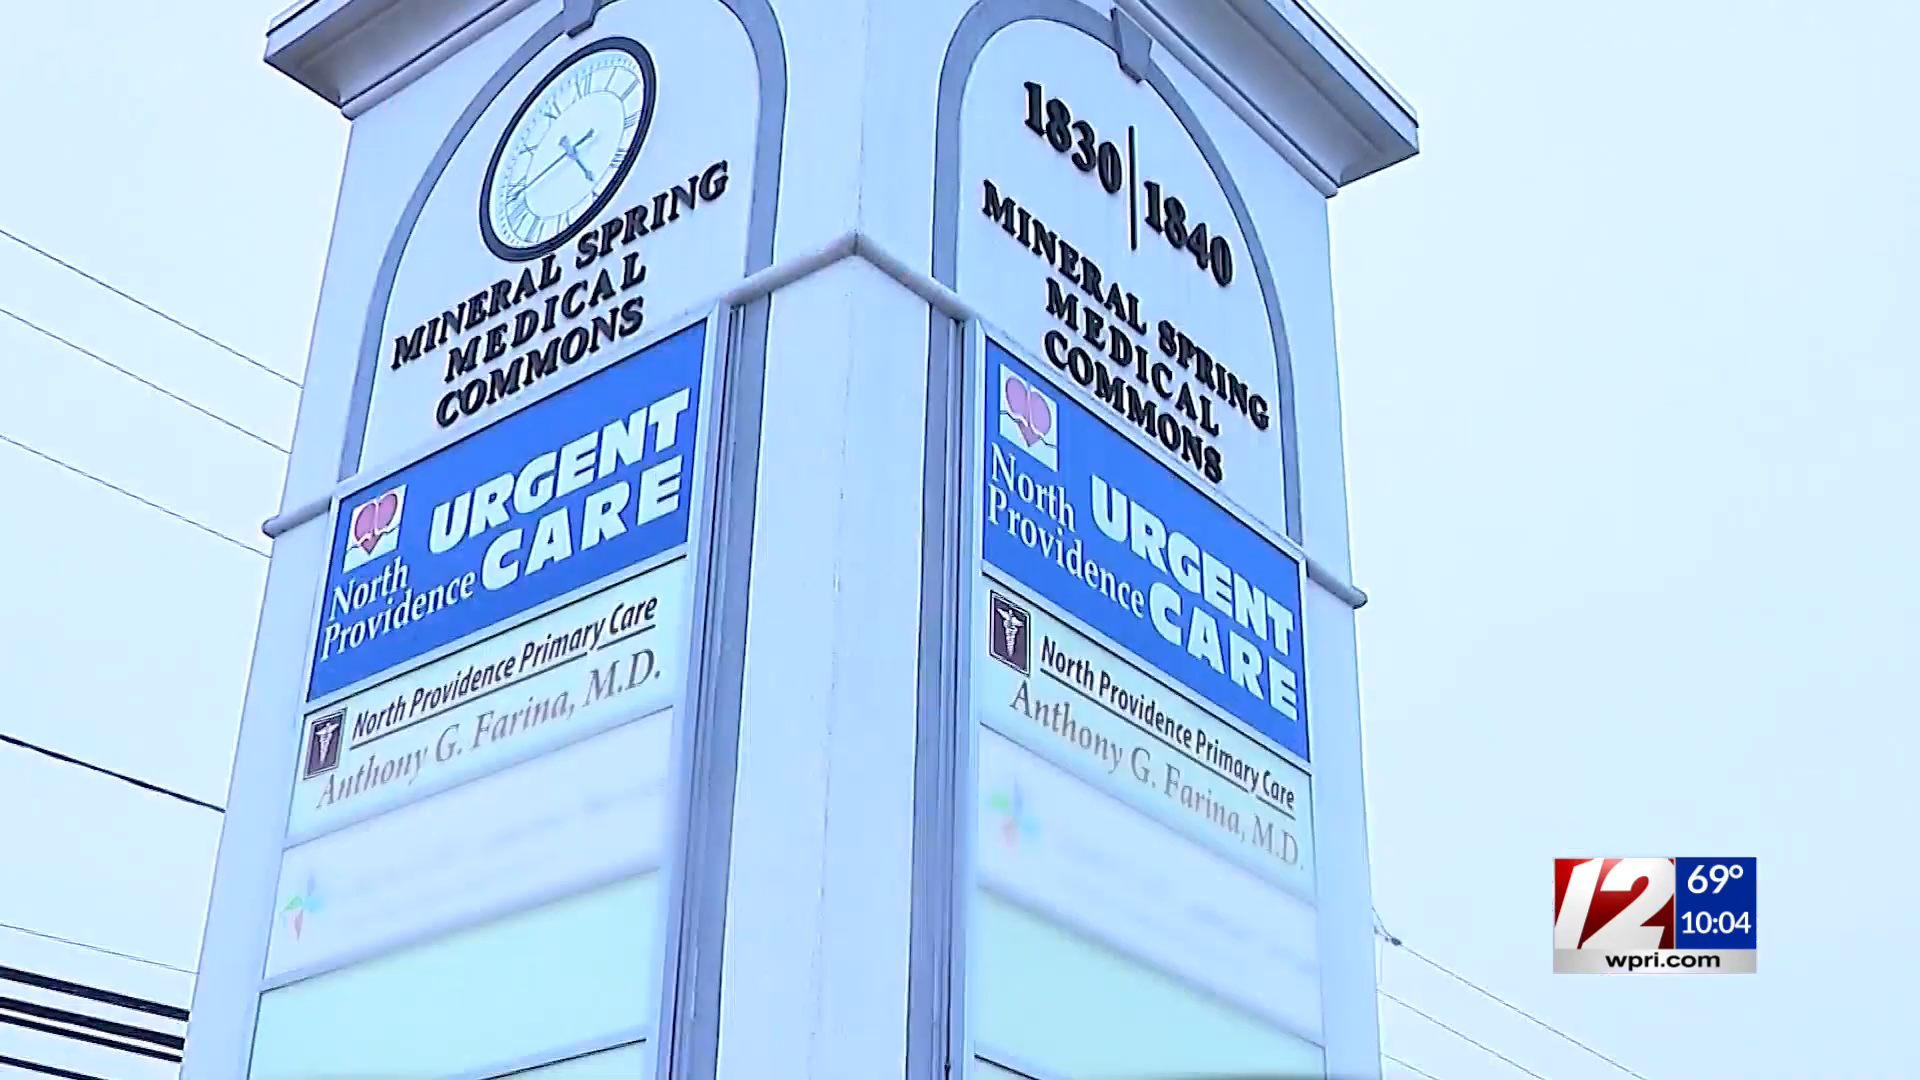 MINERAL SPRING
MEDICAL
COMMONS
URGENT
CARE
North
Providence
North Providence Primary Care
Anthony G. Farina, M.D.
1830 | 1840
MINERAL SPRING
MEDICAL
COMMONS
URGENT
CARE
North
Providence
North Providence Primary Care
Anthony G. Farina, M.D.
12
69°
10:04
wpri.com